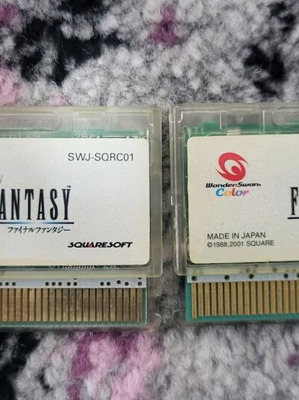 SWJ-SQRC01
ANTASY™
ファイナルファンタジー
SQUARESOFT
WonderSwan
Color
MADE IN JAPAN
©1988,2001 SQUARE
F